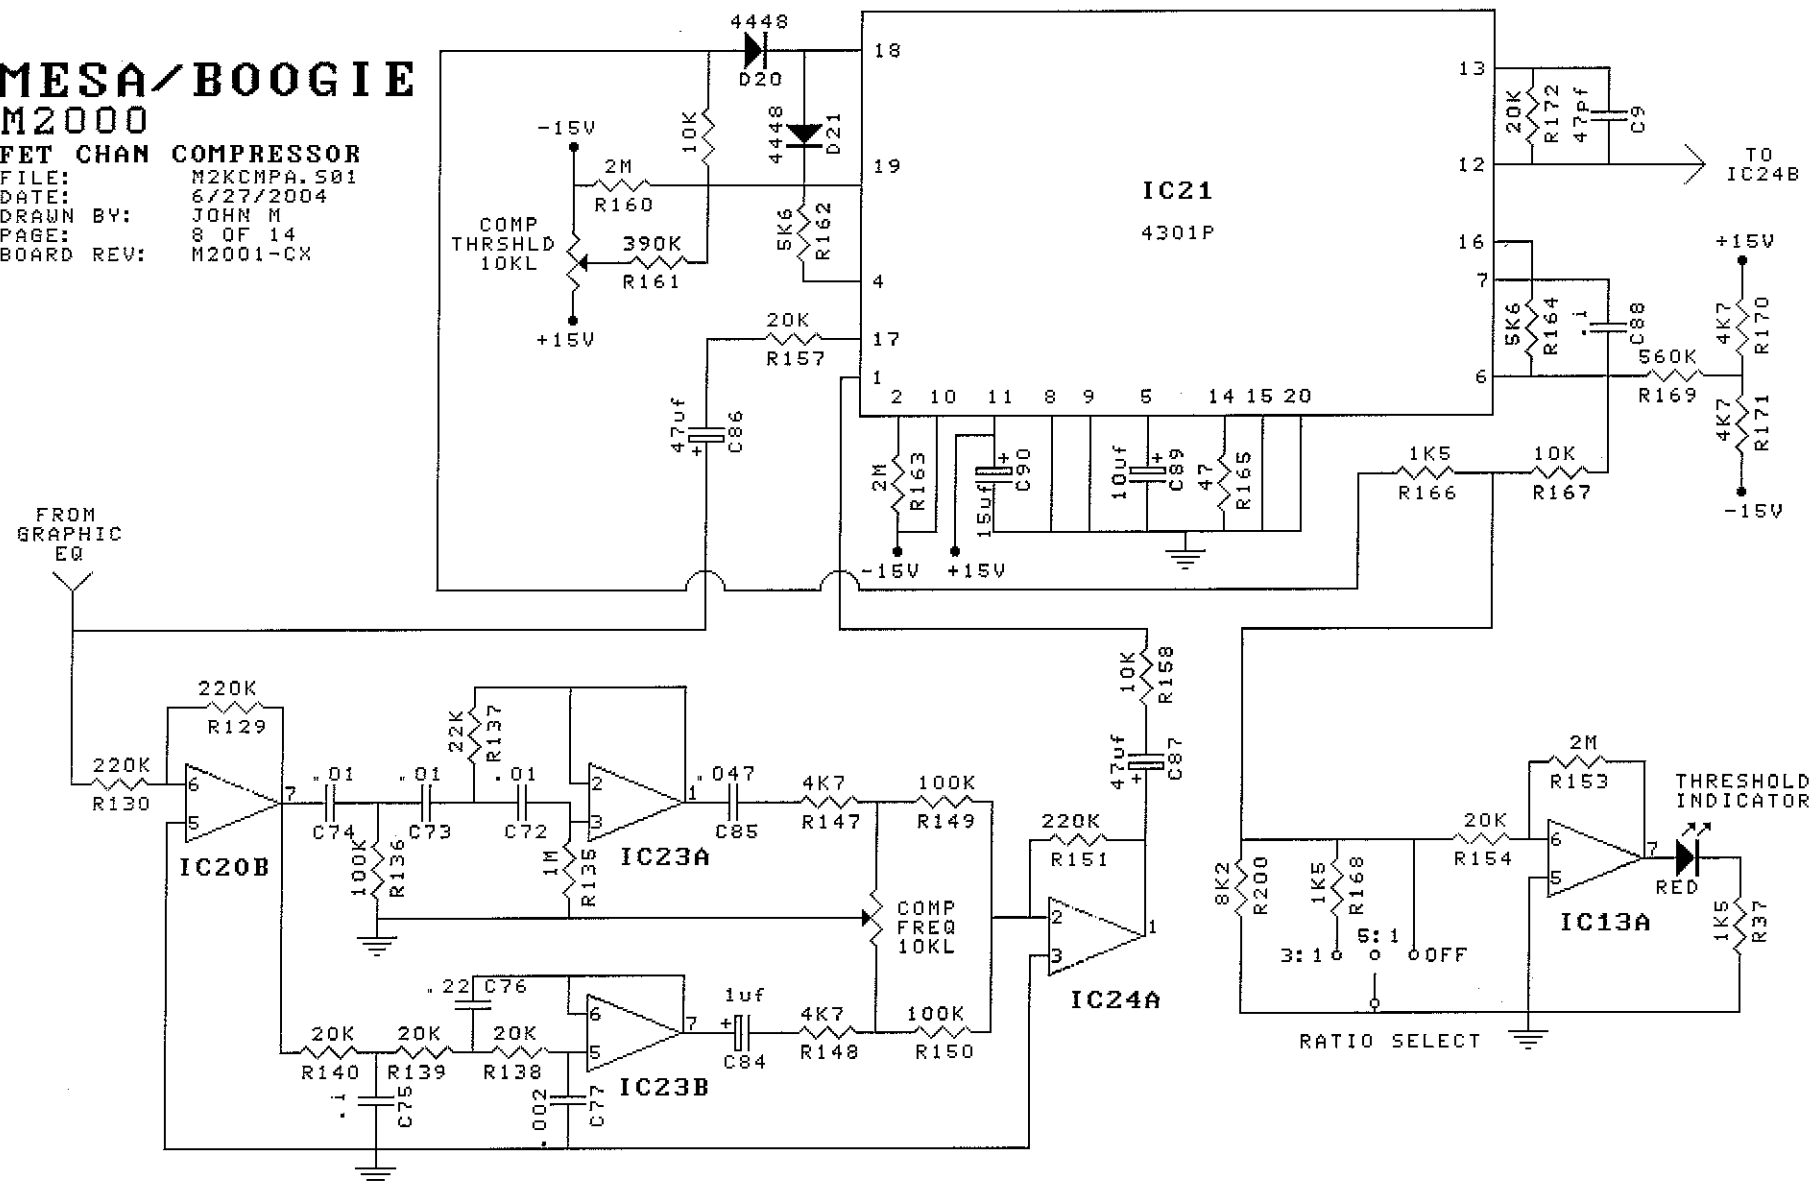 MESA/BOOGIE
M2000
FET CHAN COMPRESSOR
FILE: M2KCMPA.S01
DATE: 6/27/2004
DRAWN BY: JOHN M
PAGE: 8 OF 14
BOARD REV: M2001-CX
4448
D20
4448
D21
10K
-15V
2M
R160
COMP
THRSHLD
10KL
390K
R161
+15V
5K6
R162
20K
R157
47uf
+
C86
18
19
4
17
1
IC21
4301P
13
12
16
7
6
2 10 11 8 9 5 14 15 20
20K
R172
47pf
C9
TO
IC24B
5K6
R164
.i
C88
+15V
4K7
R170
560K
R169
4K7
R171
-15V
2M
R163
-15V
+15V
15uf
+
C90
10uf
+
C89
47
R165
1K5
R166
10K
R167
FROM
GRAPHIC
EQ
220K
R129
220K
R130
6
5
7
IC20B
.01
C74
.01
C73
.01
C72
100K
R136
22K
R137
1M
R135
2
3
1
IC23A
.047
C85
4K7
R147
100K
R149
COMP
FREQ
10KL
220K
R151
2
3
1
IC24A
10K
R158
47uf
+
C87
20K
R140
20K
R139
20K
R138
.22 C76
.i
C75
.002
C77
6
5
7
IC23B
1uf
+
C84
4K7
R148
100K
R150
8K2
R200
1K5
R168
3:1
5:1
OFF
RATIO SELECT
20K
R154
2M
R153
6
5
7
IC13A
THRESHOLD
INDICATOR
RED
1K5
R37